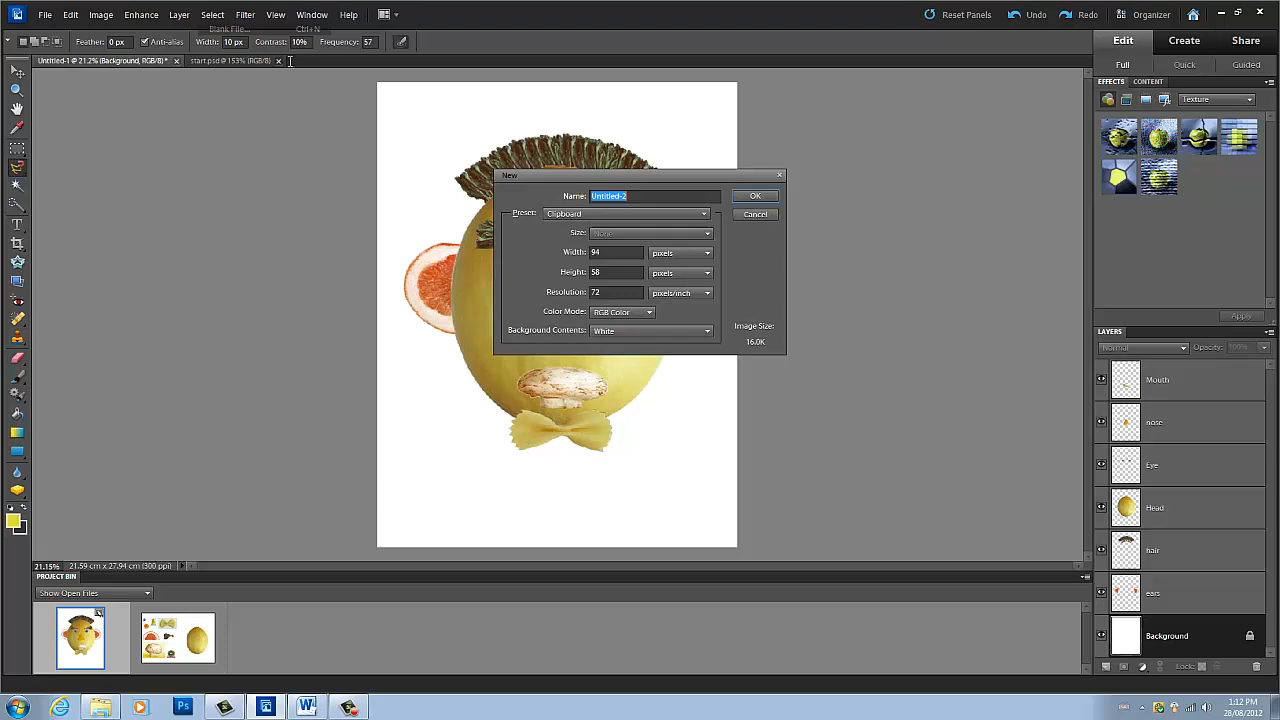 File Edit Image Enhance Layer Select Filter View Window Help Reset Panels Undo Redo Organizer
Blank File... Ctrl+N
Feather: 0 px Anti-alias Width: 10 px Contrast: 10% Frequency: 57
Edit Create Share
Untitled-1 @ 21.2% (Background, RGB/8)* × start.psd @ 153% (RGB/8) ×
Full Quick Guided
EFFECTS CONTENT
Texture
New
Name: Untitled-2 OK
Preset: Clipboard Cancel
Size: None
Width: 94 pixels
Height: 58 pixels
Resolution: 72 pixels/inch
Color Mode: RGB Color
Background Contents: White
Image Size:
16.0K
Apply
LAYERS
Normal Opacity: 100%
Mouth
nose
Eye
Head
hair
ears
Background
Lock:
21.15% 21.59 cm x 27.94 cm (300 ppi)
PROJECT BIN
Show Open Files
Ps W
1:12 PM
28/08/2012